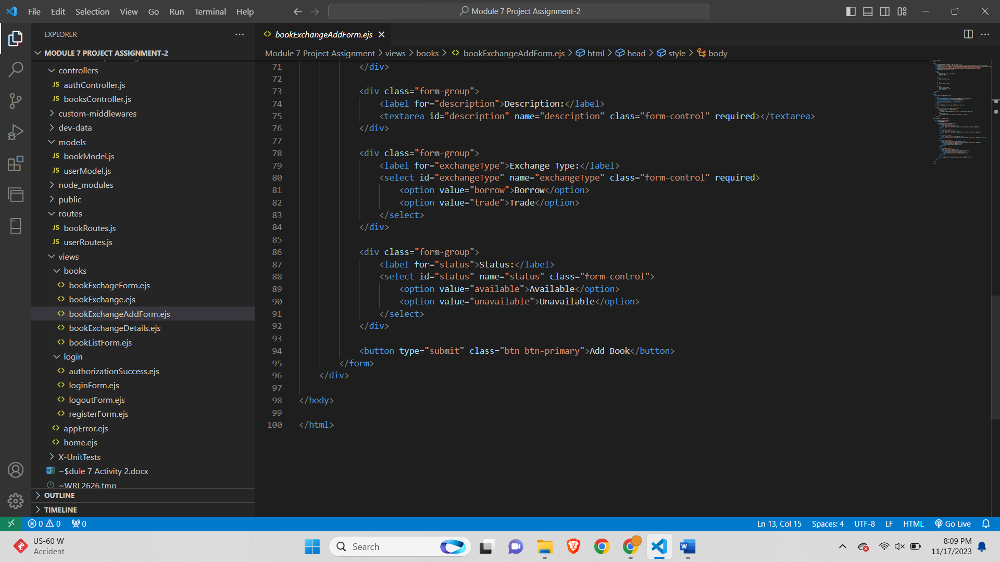 File Edit Selection View Go Run Terminal Help
Module 7 Project Assignment-2
EXPLORER
MODULE 7 PROJECT ASSIGNMENT-2
controllers
JS authController.js
JS booksController.js
custom-middlewares
dev-data
models
JS bookModel.js
JS userModel.js
node_modules
public
routes
JS bookRoutes.js
JS userRoutes.js
views
books
<> bookExchageForm.ejs
<> bookExchange.ejs
<> bookExchangeAddForm.ejs
<> bookExchangeDetails.ejs
<> bookListForm.ejs
login
<> authorizationSuccess.ejs
<> loginForm.ejs
<> logoutForm.ejs
<> registerForm.ejs
<> appError.ejs
<> home.ejs
X-UnitTests
~$dule 7 Activity 2.docx
~WRL2626.tmp
OUTLINE
TIMELINE
<> bookExchangeAddForm.ejs
Module 7 Project Assignment > views > books > <> bookExchangeAddForm.ejs > html > head > style > body
71 </div>
72
73 <div class="form-group">
74 <label for="description">Description:</label>
75 <textarea id="description" name="description" class="form-control" required></textarea>
76 </div>
77
78 <div class="form-group">
79 <label for="exchangeType">Exchange Type:</label>
80 <select id="exchangeType" name="exchangeType" class="form-control" required>
81 <option value="borrow">Borrow</option>
82 <option value="trade">Trade</option>
83 </select>
84 </div>
85
86 <div class="form-group">
87 <label for="status">Status:</label>
88 <select id="status" name="status" class="form-control">
89 <option value="available">Available</option>
90 <option value="unavailable">Unavailable</option>
91 </select>
92 </div>
93
94 <button type="submit" class="btn btn-primary">Add Book</button>
95 </form>
96 </div>
97
98 </body>
99
100 </html>
0 0 0
Ln 13, Col 15 Spaces: 4 UTF-8 LF HTML Go Live
US-60 W
Accident
Search
8:09 PM
11/17/2023